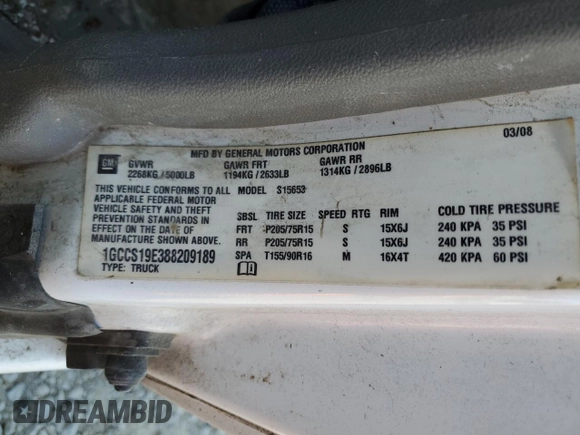 03/08
MFD BY GENERAL MOTORS CORPORATION
GM
GVWR GAWR FRT GAWR RR
2268KG / 5000LB 1194KG / 2633LB 1314KG / 2896LB
THIS VEHICLE CONFORMS TO ALL MODEL S15653
APPLICABLE FEDERAL MOTOR
VEHICLE SAFETY AND THEFT
PREVENTION STANDARDS
IN EFFECT ON THE DATE OF
MANUFACTURE SHOWN ABOVE.
1GCCS19E388209189
TYPE: TRUCK
SBSL TIRE SIZE SPEED RTG RIM COLD TIRE PRESSURE
FRT P205/75R15 S 15X6J 240 KPA 35 PSI
RR P205/75R15 S 15X6J 240 KPA 35 PSI
SPA T155/90R16 M 16X4T 420 KPA 60 PSI
DREAMBID